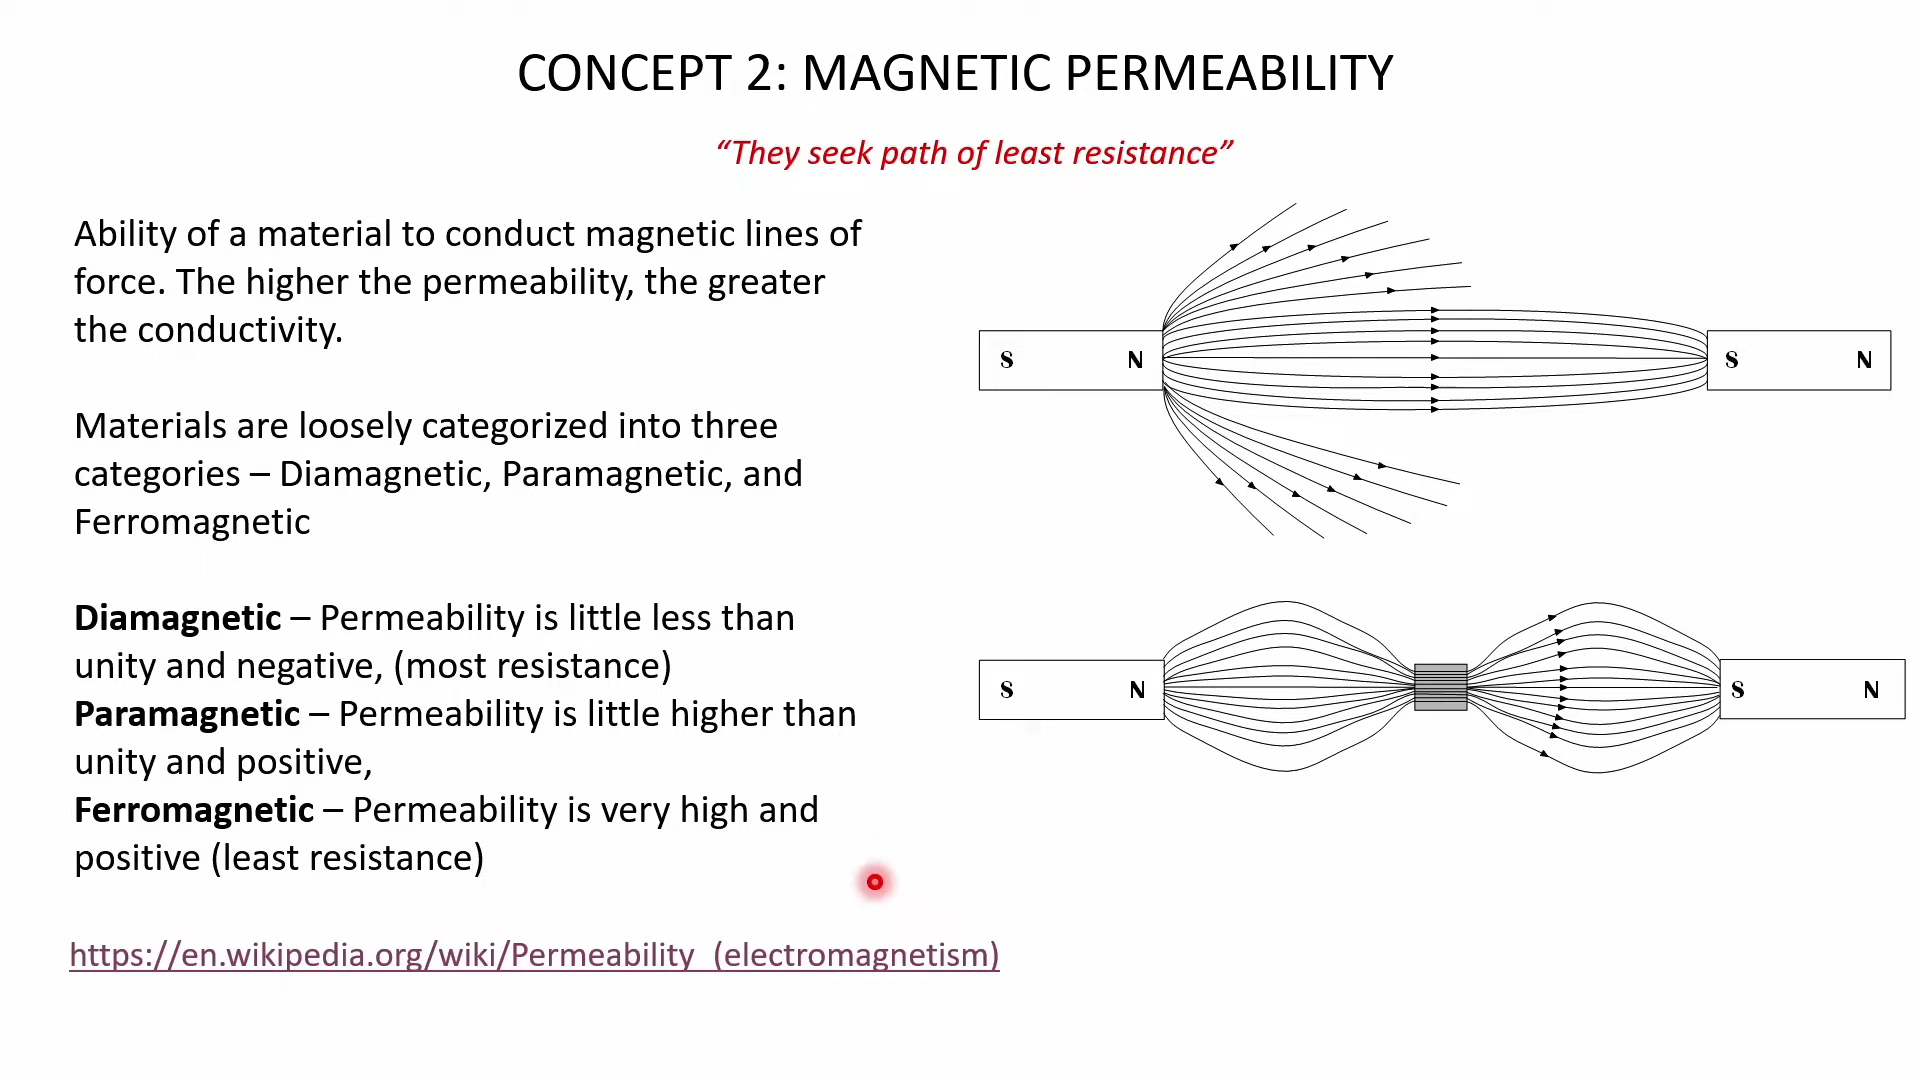 CONCEPT 2: MAGNETIC PERMEABILITY
“They seek path of least resistance”
Ability of a material to conduct magnetic lines of
force. The higher the permeability, the greater
the conductivity.
Materials are loosely categorized into three
categories – Diamagnetic, Paramagnetic, and
Ferromagnetic
Diamagnetic – Permeability is little less than
unity and negative, (most resistance)
Paramagnetic – Permeability is little higher than
unity and positive,
Ferromagnetic – Permeability is very high and
positive (least resistance)
https://en.wikipedia.org/wiki/Permeability_(electromagnetism)
S N S N
S N S N